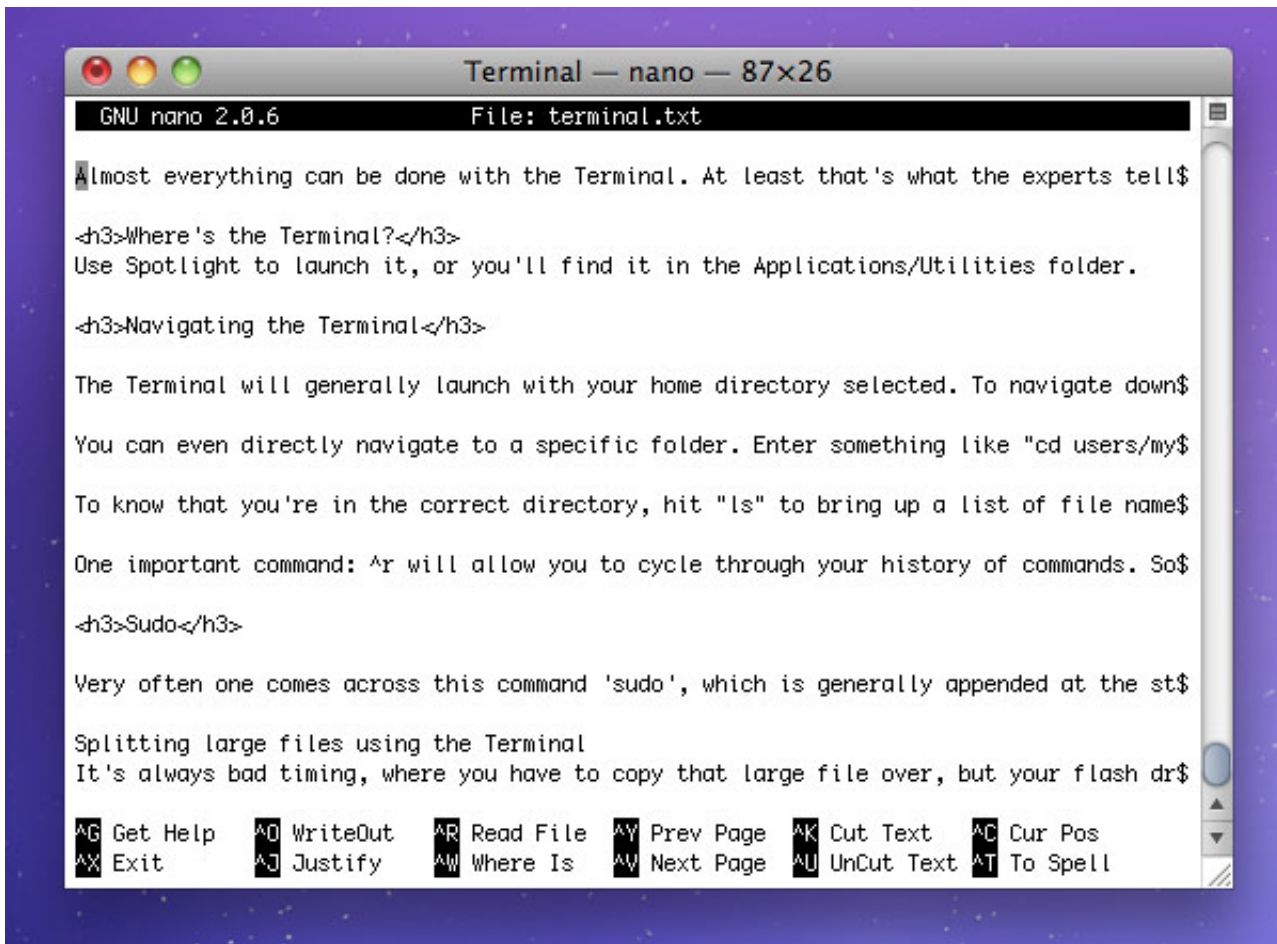 Terminal — nano — 87×26
GNU nano 2.0.6 File: terminal.txt
Almost everything can be done with the Terminal. At least that's what the experts tell$
<h3>Where's the Terminal?</h3>
Use Spotlight to launch it, or you'll find it in the Applications/Utilities folder.
<h3>Navigating the Terminal</h3>
The Terminal will generally launch with your home directory selected. To navigate down$
You can even directly navigate to a specific folder. Enter something like "cd users/my$
To know that you're in the correct directory, hit "ls" to bring up a list of file name$
One important command: ^r will allow you to cycle through your history of commands. So$
<h3>Sudo</h3>
Very often one comes across this command 'sudo', which is generally appended at the st$
Splitting large files using the Terminal
It's always bad timing, where you have to copy that large file over, but your flash dr$
^G Get Help ^O WriteOut ^R Read File ^Y Prev Page ^K Cut Text ^C Cur Pos
^X Exit ^J Justify ^W Where Is ^V Next Page ^U UnCut Text ^T To Spell